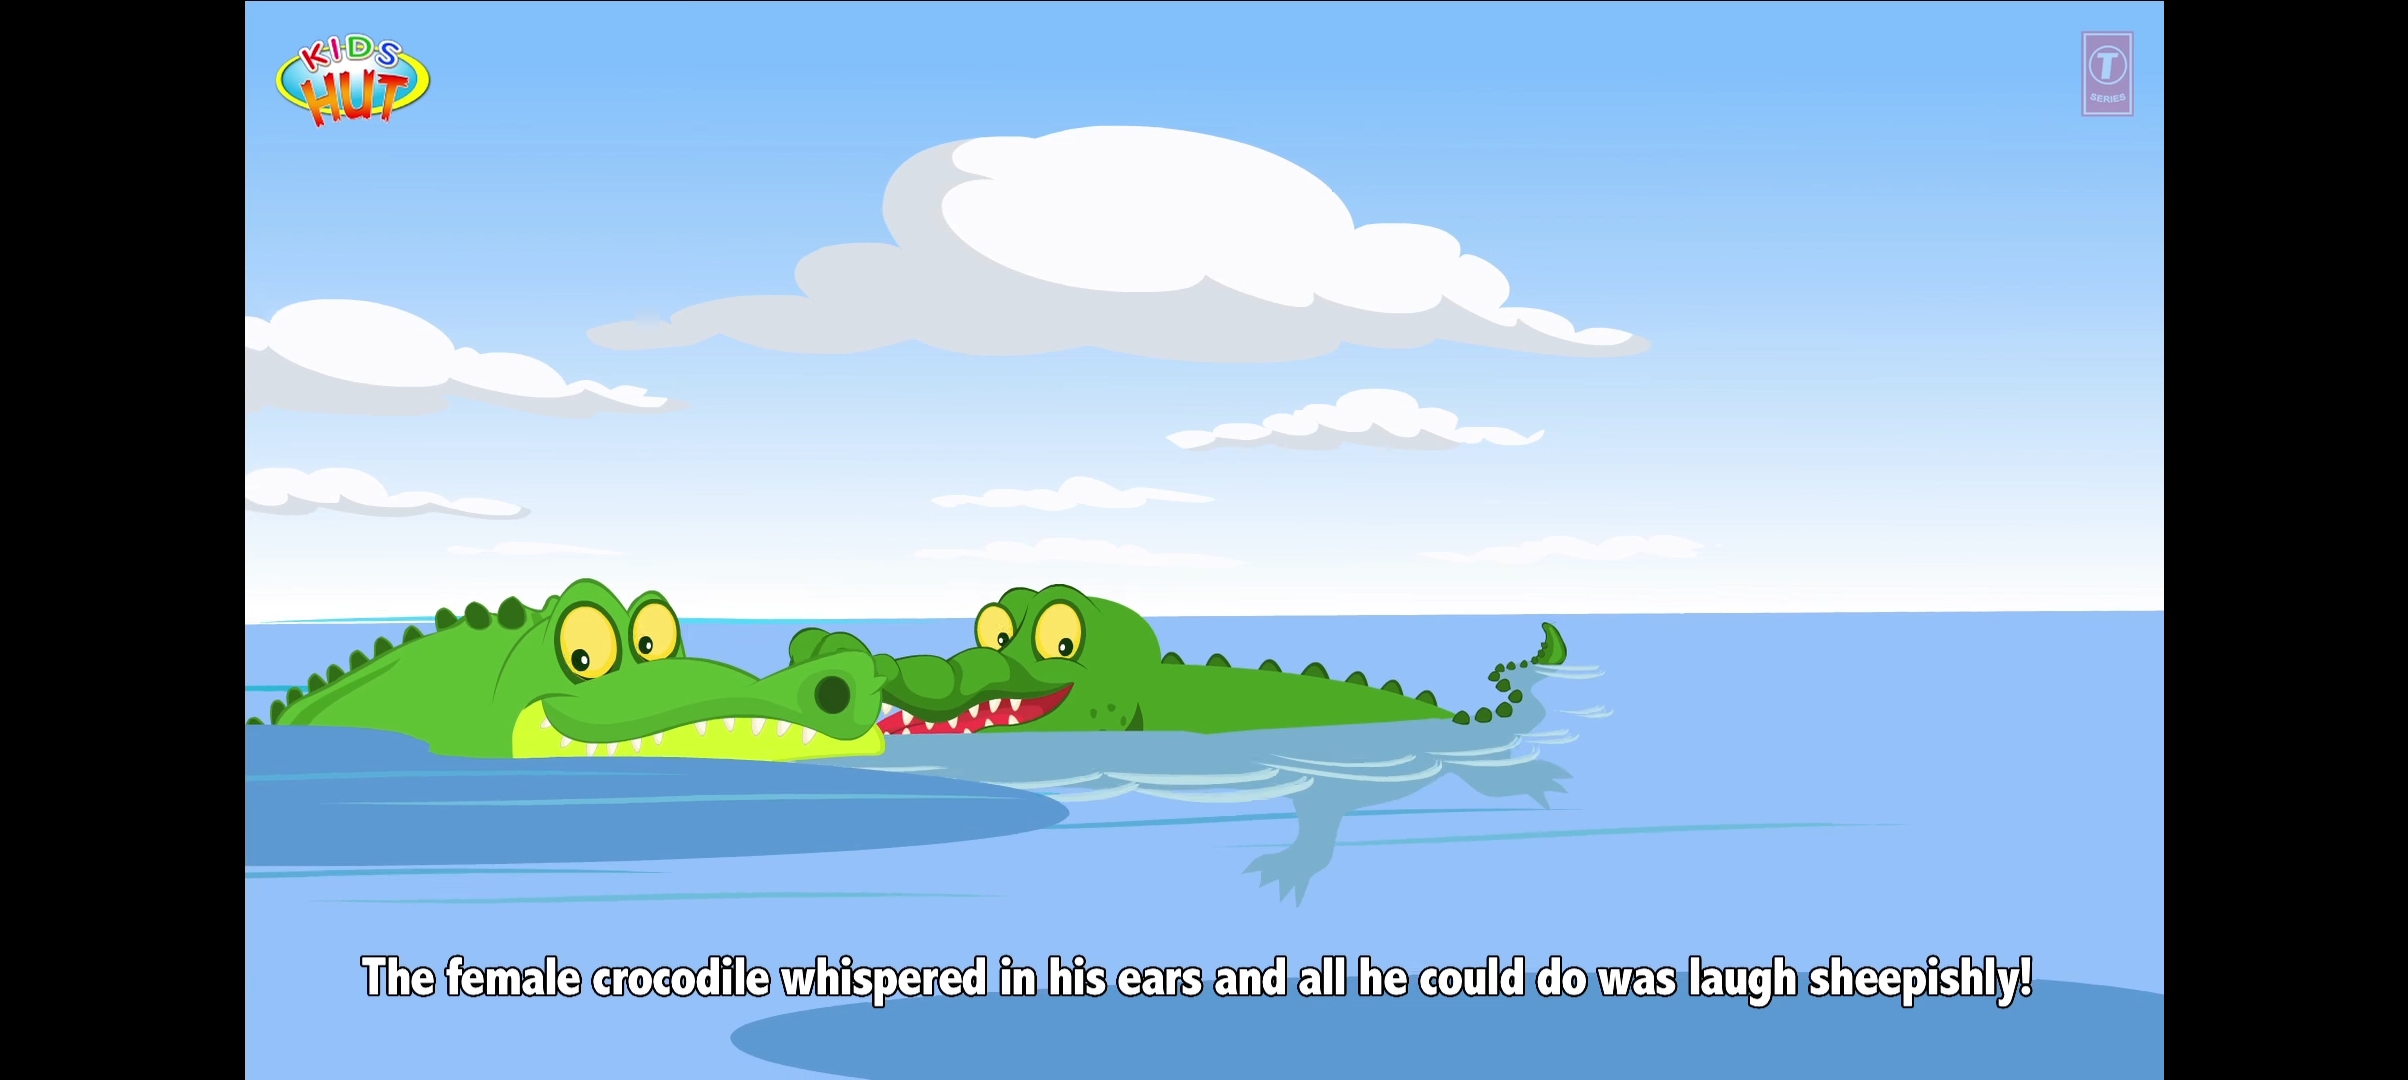 KIDS
HUT
T
SERIES
The female crocodile whispered in his ears and all he could do was laugh sheepishly!